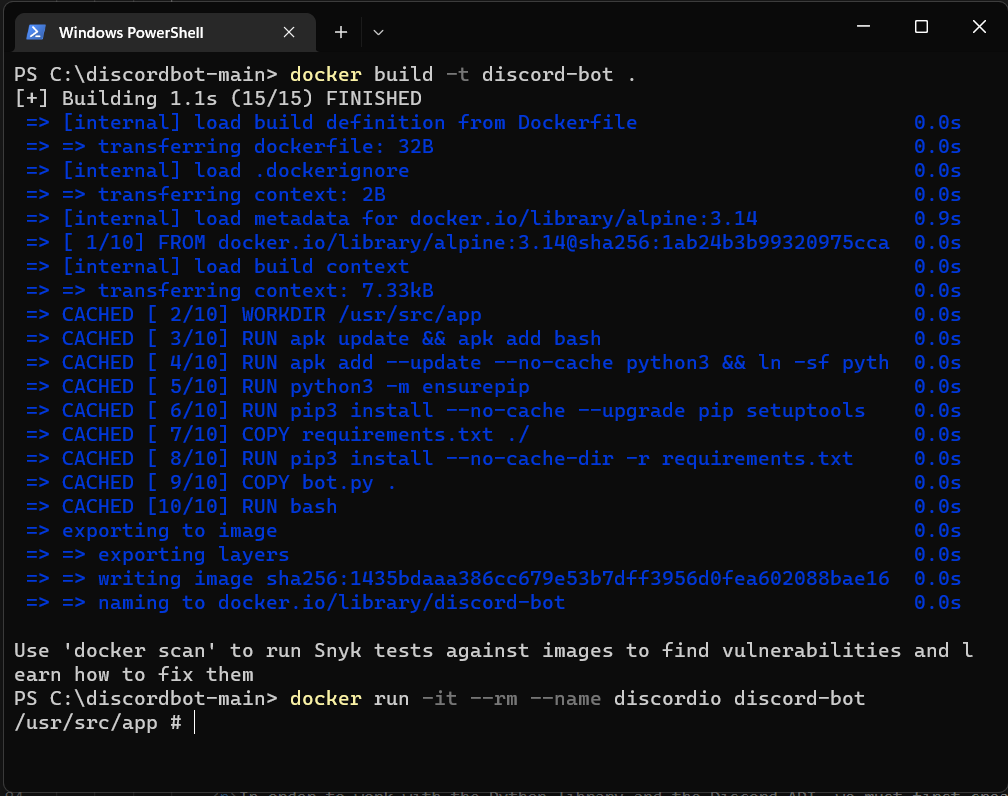 Windows PowerShell
PS C:\discordbot-main> docker build -t discord-bot .
[+] Building 1.1s (15/15) FINISHED
=> [internal] load build definition from Dockerfile 0.0s
=> => transferring dockerfile: 32B 0.0s
=> [internal] load .dockerignore 0.0s
=> => transferring context: 2B 0.0s
=> [internal] load metadata for docker.io/library/alpine:3.14 0.9s
=> [ 1/10] FROM docker.io/library/alpine:3.14@sha256:1ab24b3b99320975cca 0.0s
=> [internal] load build context 0.0s
=> => transferring context: 7.33kB 0.0s
=> CACHED [ 2/10] WORKDIR /usr/src/app 0.0s
=> CACHED [ 3/10] RUN apk update && apk add bash 0.0s
=> CACHED [ 4/10] RUN apk add --update --no-cache python3 && ln -sf pyth 0.0s
=> CACHED [ 5/10] RUN python3 -m ensurepip 0.0s
=> CACHED [ 6/10] RUN pip3 install --no-cache --upgrade pip setuptools 0.0s
=> CACHED [ 7/10] COPY requirements.txt ./ 0.0s
=> CACHED [ 8/10] RUN pip3 install --no-cache-dir -r requirements.txt 0.0s
=> CACHED [ 9/10] COPY bot.py . 0.0s
=> CACHED [10/10] RUN bash 0.0s
=> exporting to image 0.0s
=> => exporting layers 0.0s
=> => writing image sha256:1435bdaaa386cc679e53b7dff3956d0fea602088bae16 0.0s
=> => naming to docker.io/library/discord-bot 0.0s
Use 'docker scan' to run Snyk tests against images to find vulnerabilities and l
earn how to fix them
PS C:\discordbot-main> docker run -it --rm --name discordio discord-bot
/usr/src/app #